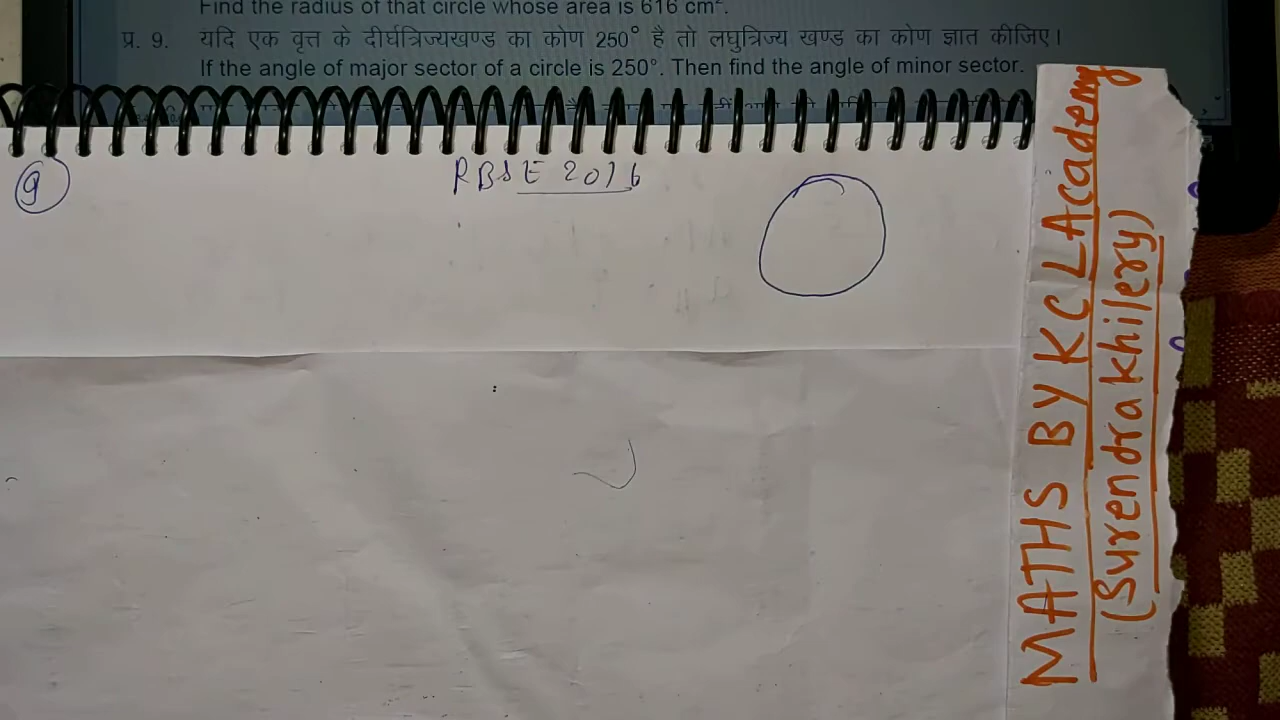 Find the radius of that circle whose area is 616 cm².
प्र. 9. यदि एक वृत्त के दीर्घत्रिज्यखण्ड का कोण 250° है तो लघुत्रिज्य खण्ड का कोण ज्ञात कीजिए।
If the angle of major sector of a circle is 250°. Then find the angle of minor sector.
9
RBSE 2016
MATHS BY KCL Academy
(Surendra khilery)